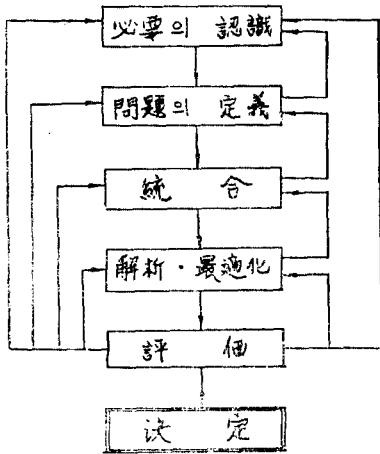 必要의 認識
問題의 定義
統合
解析·最適化
評価
決定